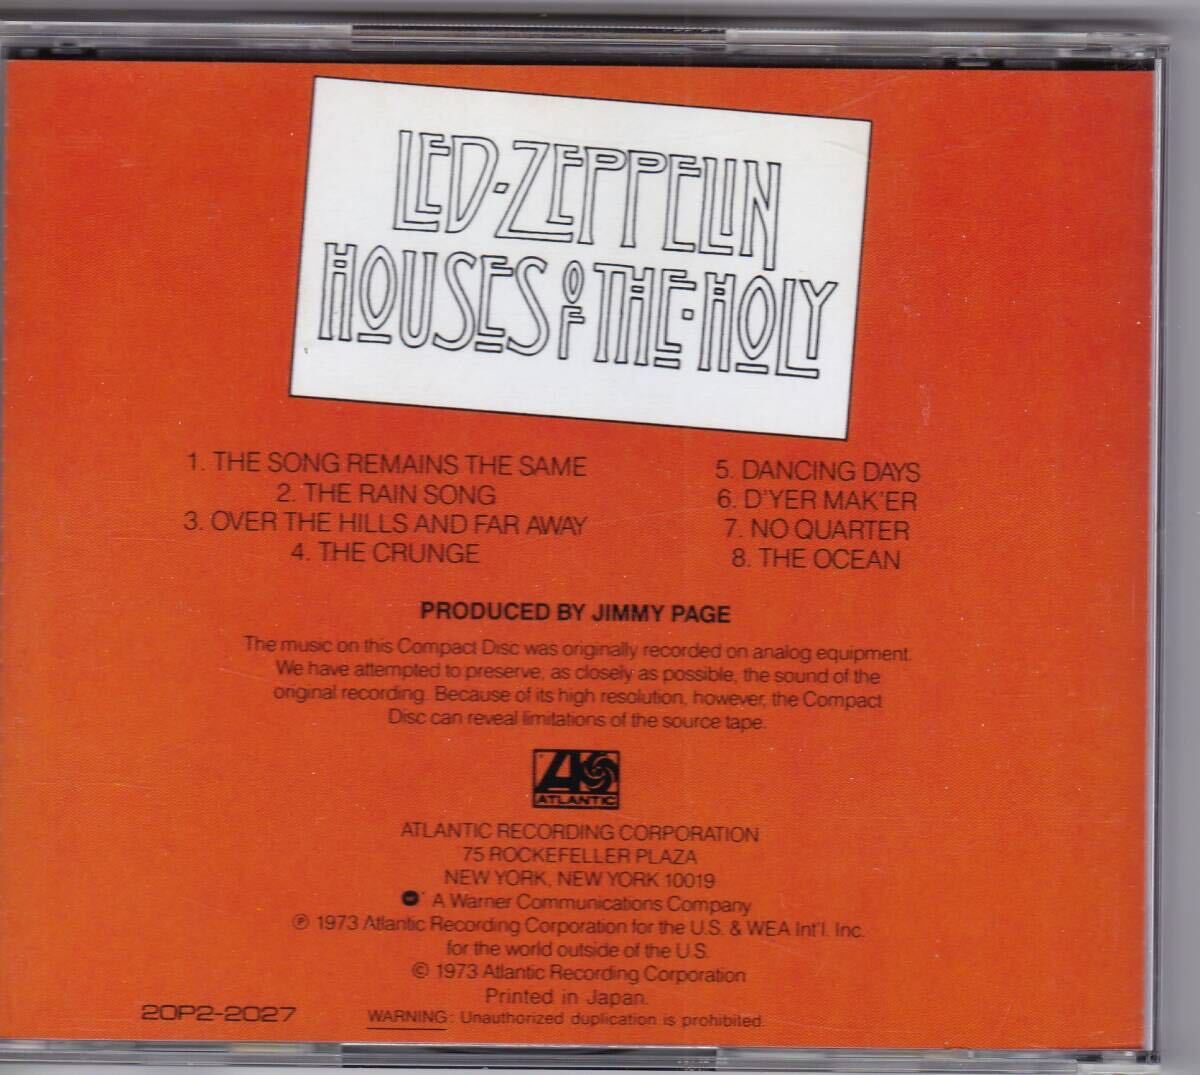 LED-ZEPPELIN
HOUSES OF THE-HOLY
1. THE SONG REMAINS THE SAME
2. THE RAIN SONG
3. OVER THE HILLS AND FAR AWAY
4. THE CRUNGE
5. DANCING DAYS
6. D'YER MAK'ER
7. NO QUARTER
8. THE OCEAN
PRODUCED BY JIMMY PAGE
The music on this Compact Disc was originally recorded on analog equipment.
We have attempted to preserve, as closely as possible, the sound of the
original recording. Because of its high resolution, however, the Compact
Disc can reveal limitations of the source tape.
ATLANTIC
ATLANTIC RECORDING CORPORATION
75 ROCKEFELLER PLAZA
NEW YORK, NEW YORK 10019
A Warner Communications Company
℗ 1973 Atlantic Recording Corporation for the U.S. & WEA Int'l. Inc.
for the world outside of the U.S.
© 1973 Atlantic Recording Corporation
Printed in Japan.
20P2-2027
WARNING: Unauthorized duplication is prohibited.